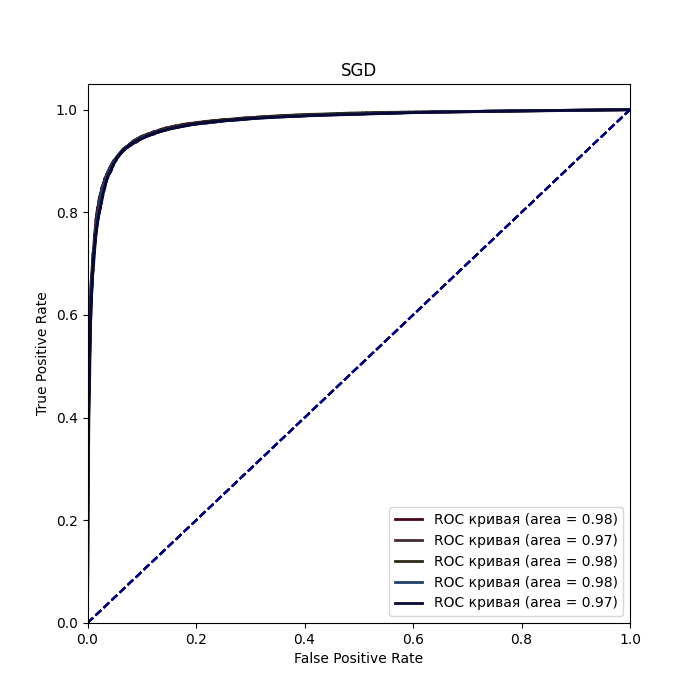 SGD
1.0
0.8
0.6
0.4
0.2
0.0
True Positive Rate
ROC кривая (area = 0.98)
ROC кривая (area = 0.97)
ROC кривая (area = 0.98)
ROC кривая (area = 0.98)
ROC кривая (area = 0.97)
0.0 0.2 0.4 0.6 0.8 1.0
False Positive Rate